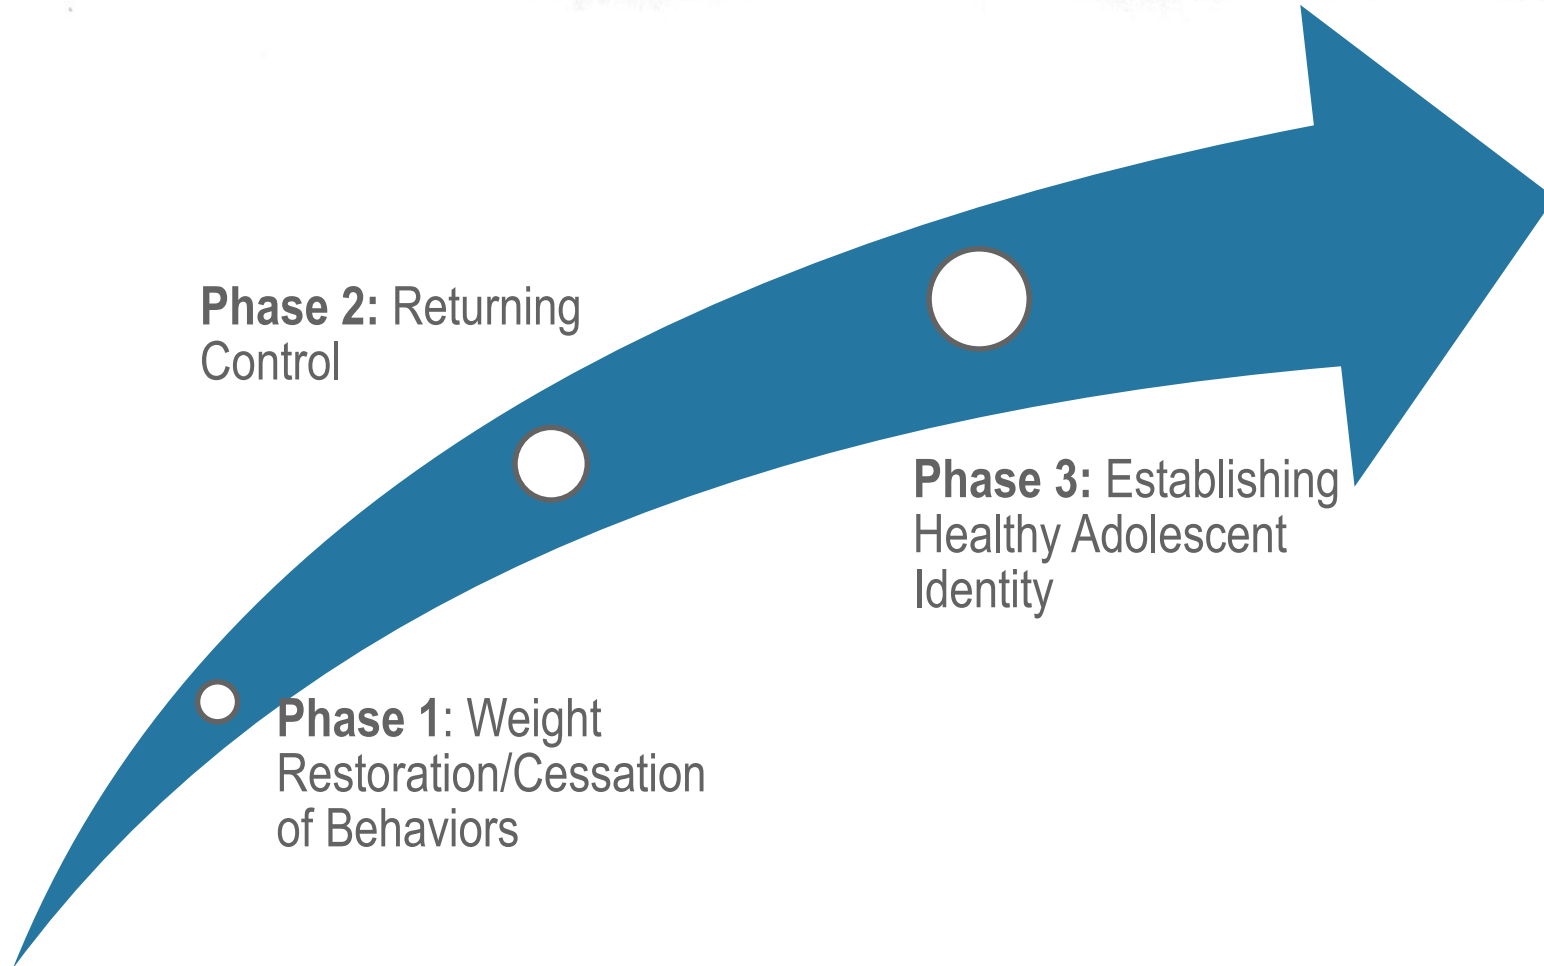 Phase 2: Returning
Control
Phase 3: Establishing
Healthy Adolescent
Identity
Phase 1: Weight
Restoration/Cessation
of Behaviors